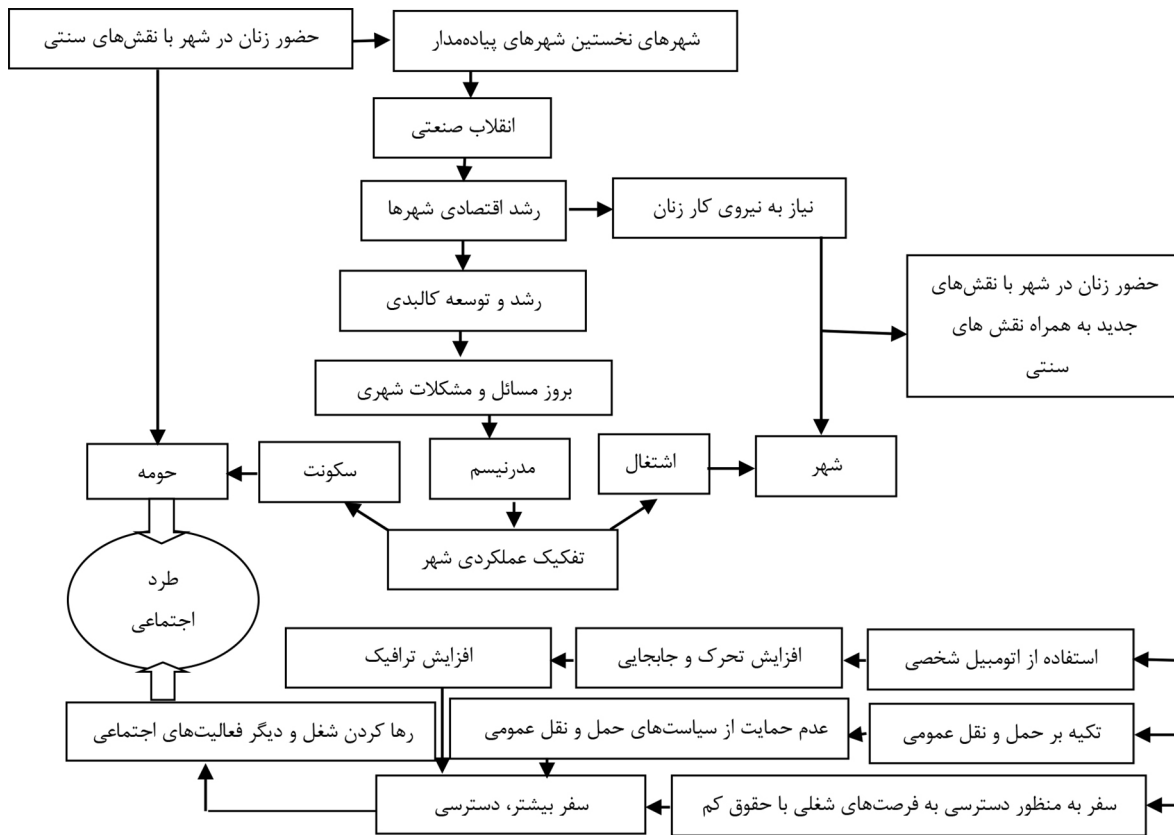 حضور زنان در شهر با نقش‌های سنتی
شهرهای نخستین شهرهای پیاده‌مدار
انقلاب صنعتی
رشد اقتصادی شهرها
نیاز به نیروی کار زنان
رشد و توسعه کالبدی
حضور زنان در شهر با نقش‌های
جدید به همراه نقش های
سنتی
بروز مسائل و مشکلات شهری
شهر
اشتغال
مدرنیسم
سکونت
حومه
تفکیک عملکردی شهر
طرد
اجتماعی
استفاده از اتومبیل شخصی
افزایش تحرک و جابجایی
افزایش ترافیک
تکیه بر حمل و نقل عمومی
عدم حمایت از سیاست‌های حمل و نقل عمومی
رها کردن شغل و دیگر فعالیت‌های اجتماعی
سفر به منظور دسترسی به فرصت‌های شغلی با حقوق کم
سفر بیشتر، دسترسی